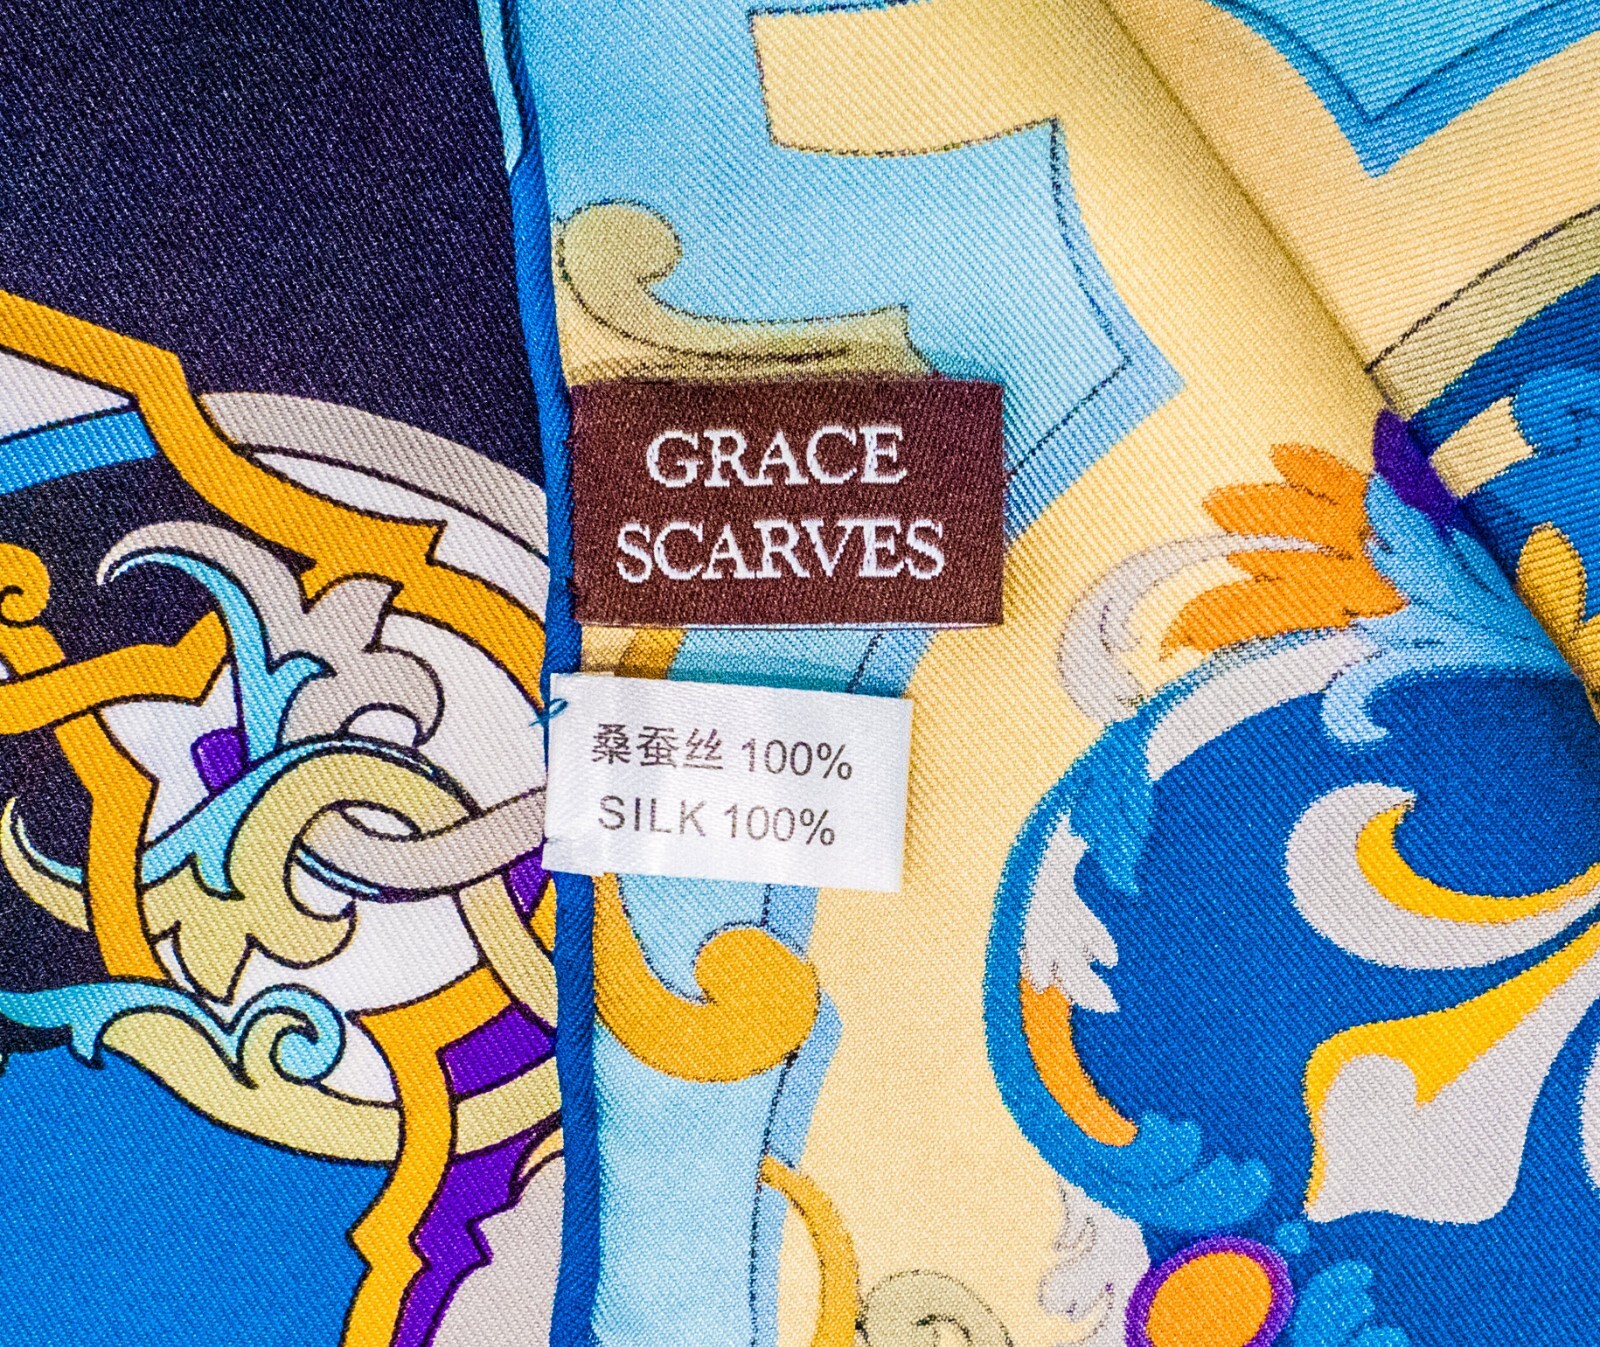 GRACE
SCARVES
桑蚕丝 100%
SILK 100%